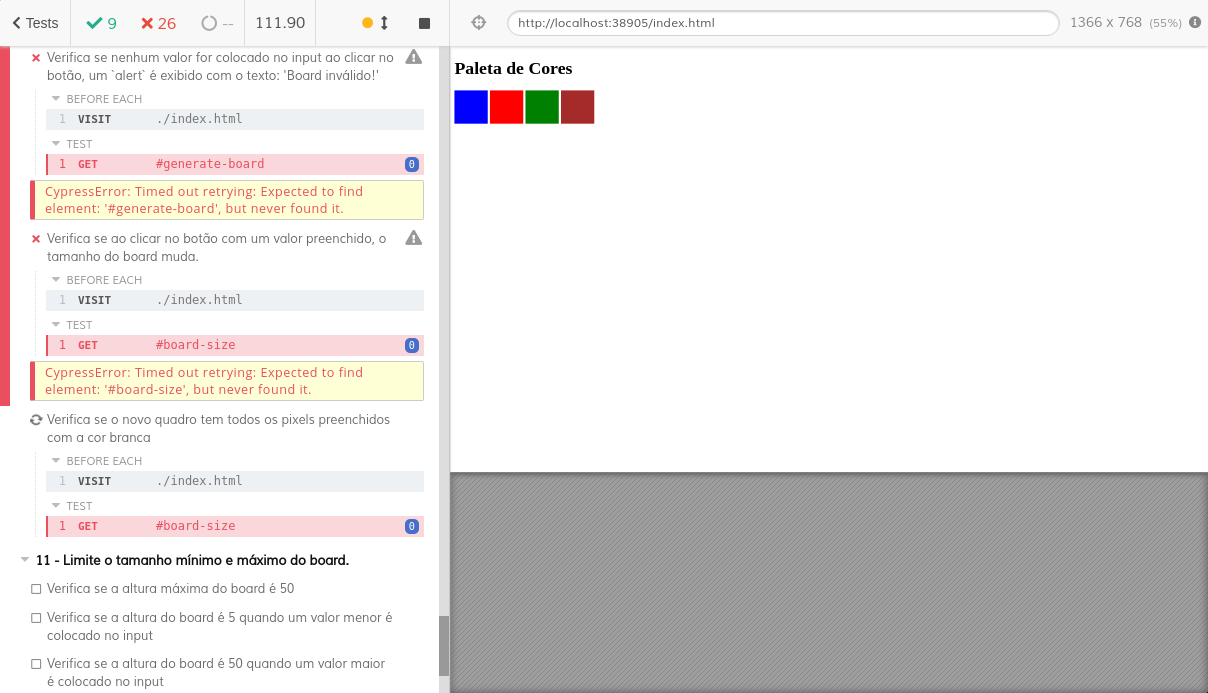 Tests
9
26
--
111.90
http://localhost:38905/index.html
1366 x 768 (55%)
Verifica se nenhum valor for colocado no input ao clicar no
botão, um `alert` é exibido com o texto: 'Board inválido!'
BEFORE EACH
1 VISIT ./index.html
TEST
1 GET #generate-board 0
CypressError: Timed out retrying: Expected to find
element: '#generate-board', but never found it.
Verifica se ao clicar no botão com um valor preenchido, o
tamanho do board muda.
BEFORE EACH
1 VISIT ./index.html
TEST
1 GET #board-size 0
CypressError: Timed out retrying: Expected to find
element: '#board-size', but never found it.
Verifica se o novo quadro tem todos os pixels preenchidos
com a cor branca
BEFORE EACH
1 VISIT ./index.html
TEST
1 GET #board-size 0
11 - Limite o tamanho mínimo e máximo do board.
Verifica se a altura máxima do board é 50
Verifica se a altura do board é 5 quando um valor menor é
colocado no input
Verifica se a altura do board é 50 quando um valor maior
é colocado no input
Paleta de Cores